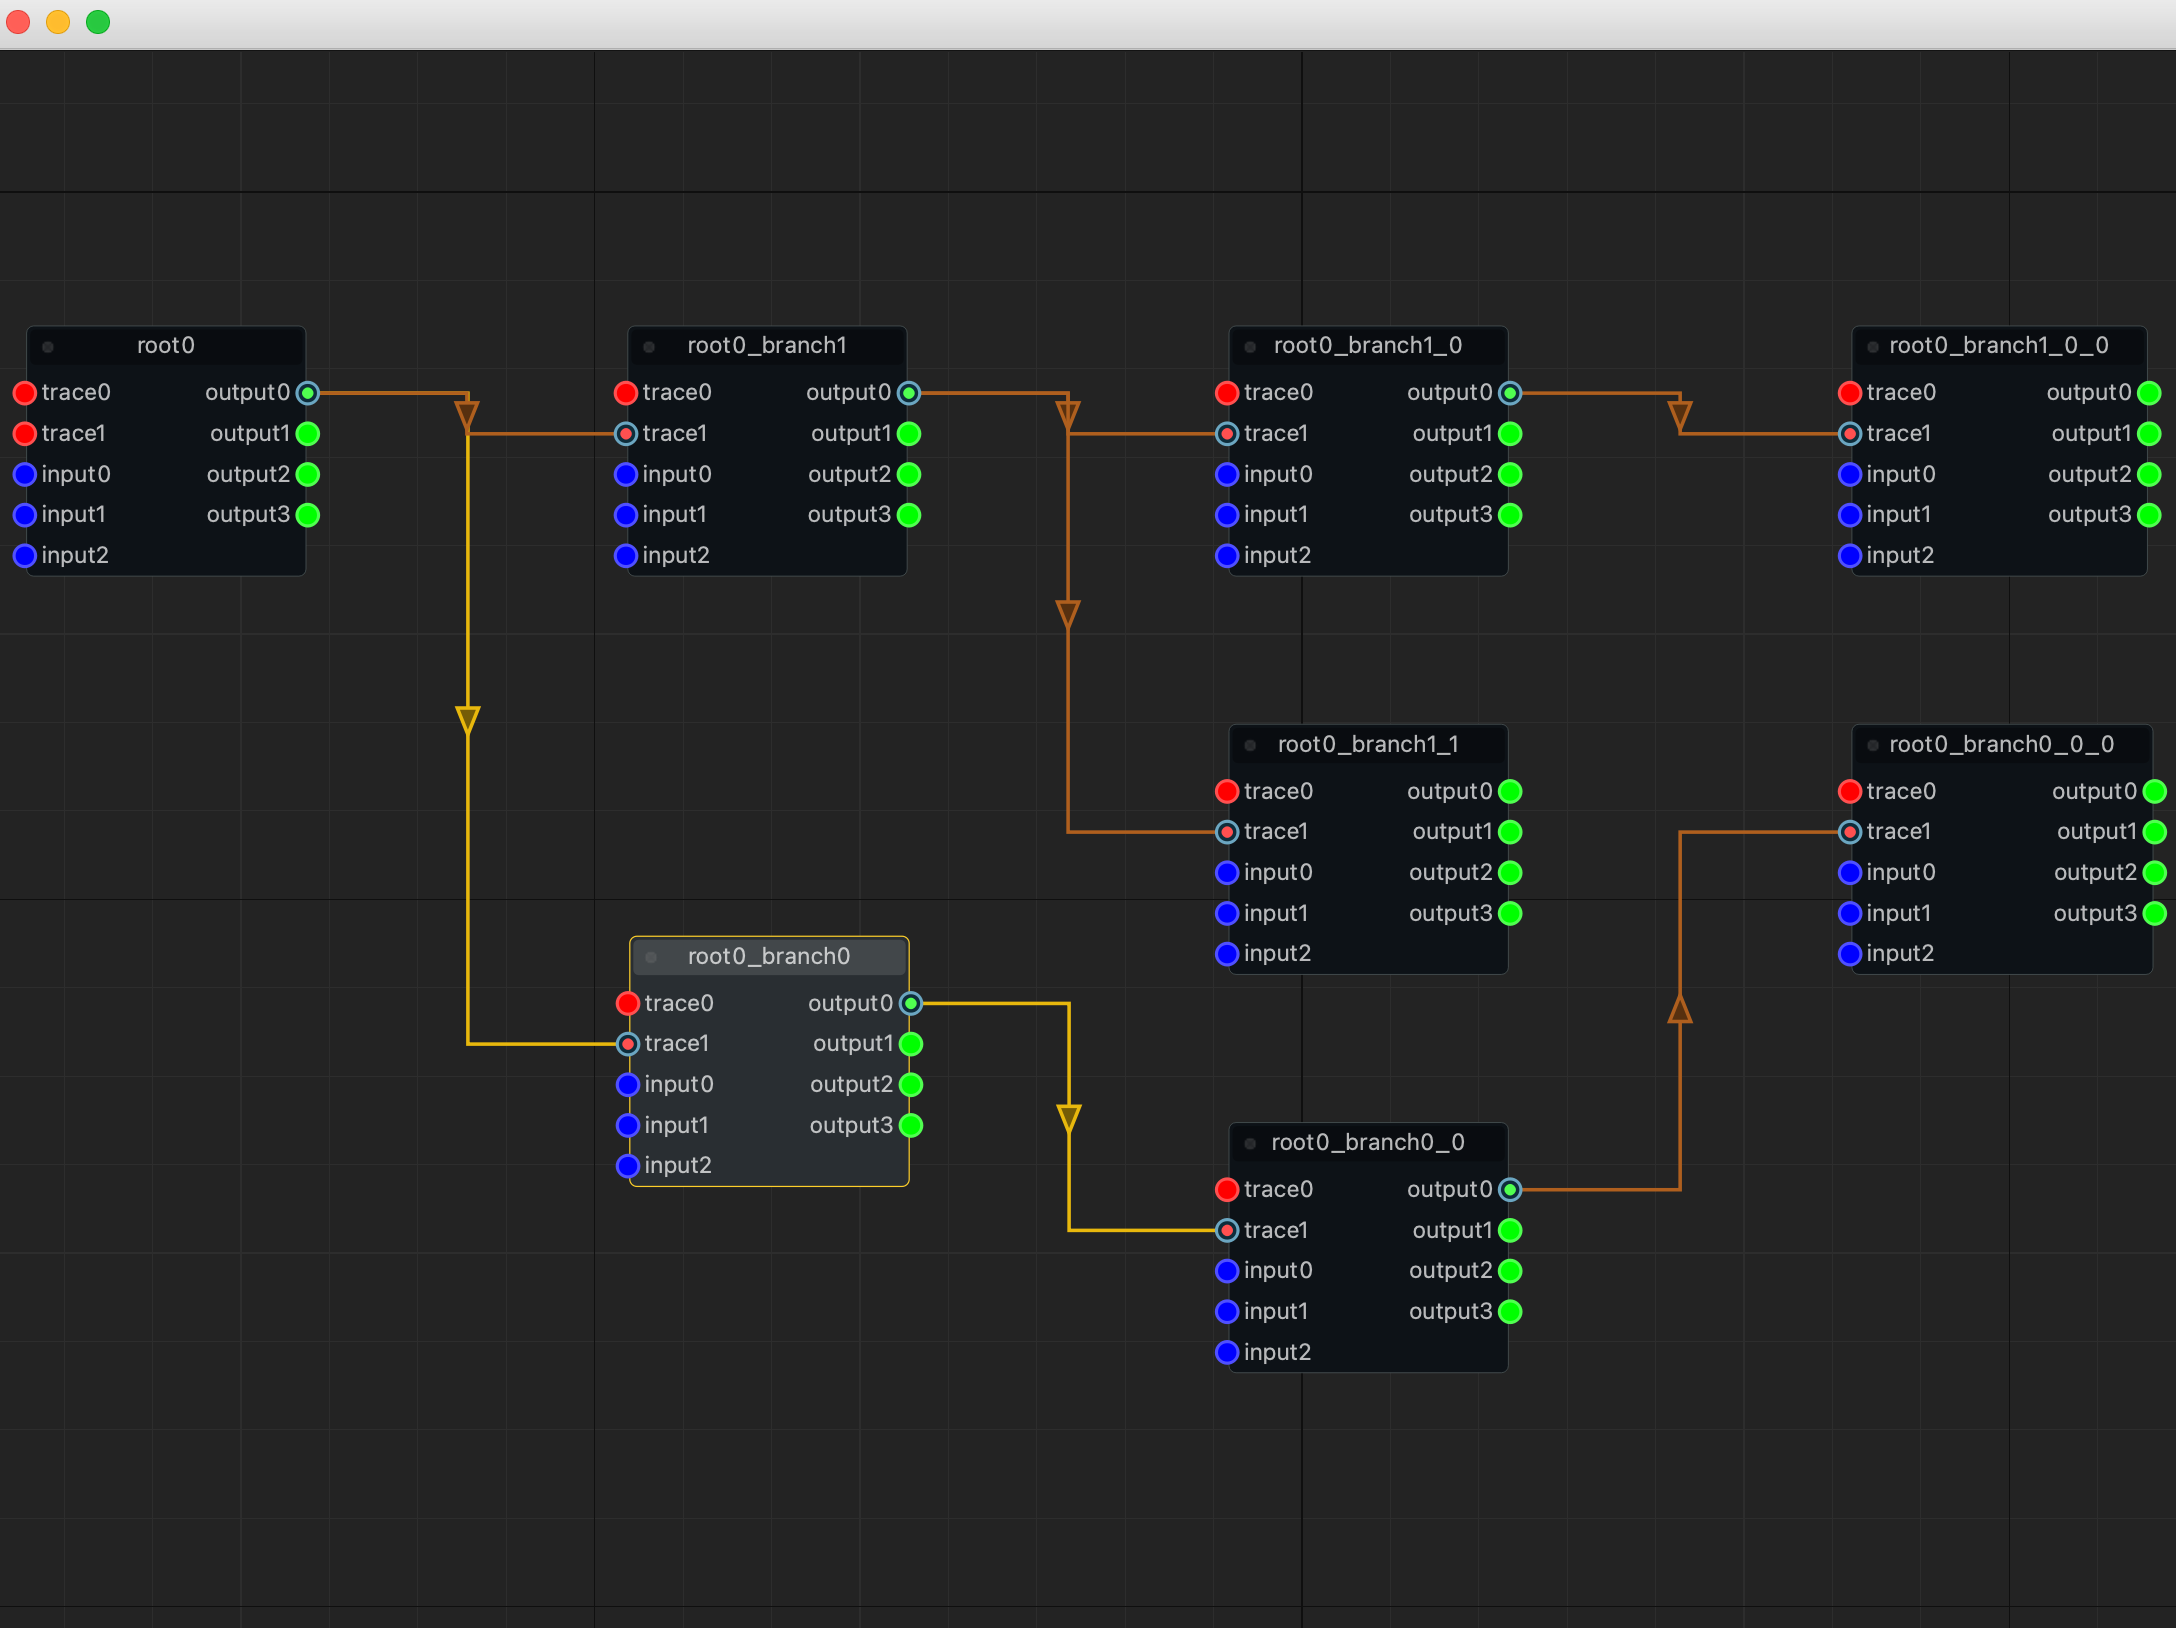 root0
trace0 output0
trace1 output1
input0 output2
input1 output3
input2
root0_branch1
trace0 output0
trace1 output1
input0 output2
input1 output3
input2
root0_branch1_0
trace0 output0
trace1 output1
input0 output2
input1 output3
input2
root0_branch1_0_0
trace0 output0
trace1 output1
input0 output2
input1 output3
input2
root0_branch1_1
trace0 output0
trace1 output1
input0 output2
input1 output3
input2
root0_branch0_0_0
trace0 output0
trace1 output1
input0 output2
input1 output3
input2
root0_branch0
trace0 output0
trace1 output1
input0 output2
input1 output3
input2
root0_branch0_0
trace0 output0
trace1 output1
input0 output2
input1 output3
input2